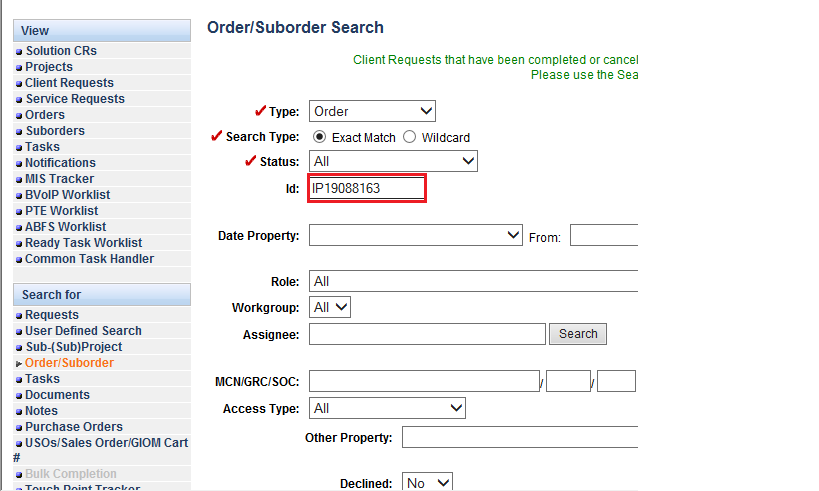 View
Solution CRs
Projects
Client Requests
Service Requests
Orders
Suborders
Tasks
Notifications
MIS Tracker
BVoIP Worklist
PTE Worklist
ABFS Worklist
Ready Task Worklist
Common Task Handler
Search for
Requests
User Defined Search
Sub-(Sub)Project
Order/Suborder
Tasks
Documents
Notes
Purchase Orders
USOs/Sales Order/GIOM Cart
#
Bulk Completion
Touch Point Tracker
Order/Suborder Search
Client Requests that have been completed or cancel
Please use the Sea
Type: Order
Search Type: Exact Match Wildcard
Status: All
Id: IP19088163
Date Property: From:
Role: All
Workgroup: All
Assignee: Search
MCN/GRC/SOC: / /
Access Type: All
Other Property:
Declined: No